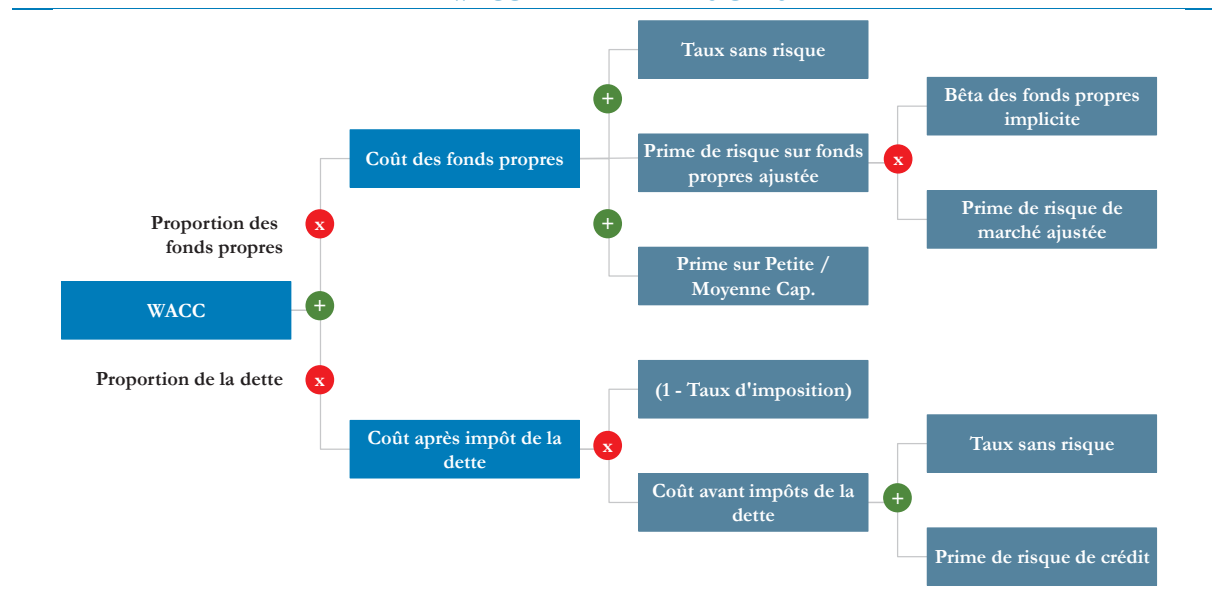 Taux sans risque
+
Bêta des fonds propres
implicite
Coût des fonds propres
Prime de risque sur fonds
propres ajustée
x
Proportion des
fonds propres
x
+
Prime de risque de
marché ajustée
Prime sur Petite /
Moyenne Cap.
WACC
+
Proportion de la dette
x
(1 - Taux d'imposition)
Coût après impôt de la
dette
x
Taux sans risque
Coût avant impôts de la
dette
+
Prime de risque de crédit